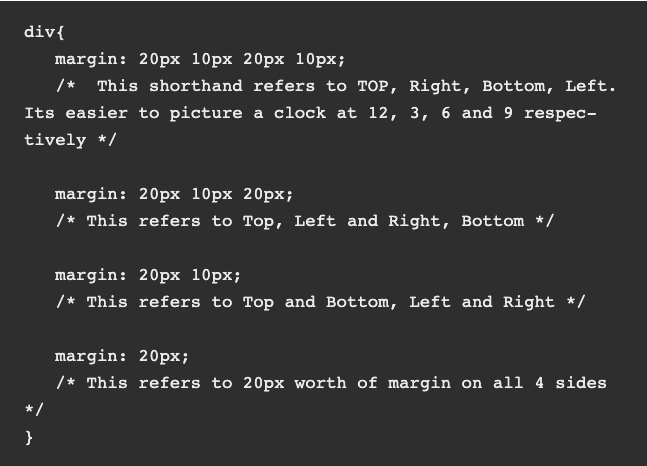 div{
margin: 20px 10px 20px 10px;
/*  This shorthand refers to TOP, Right, Bottom, Left.
Its easier to picture a clock at 12, 3, 6 and 9 respec-
tively */
margin: 20px 10px 20px;
/* This refers to Top, Left and Right, Bottom */
margin: 20px 10px;
/* This refers to Top and Bottom, Left and Right */
margin: 20px;
/* This refers to 20px worth of margin on all 4 sides
*/
}